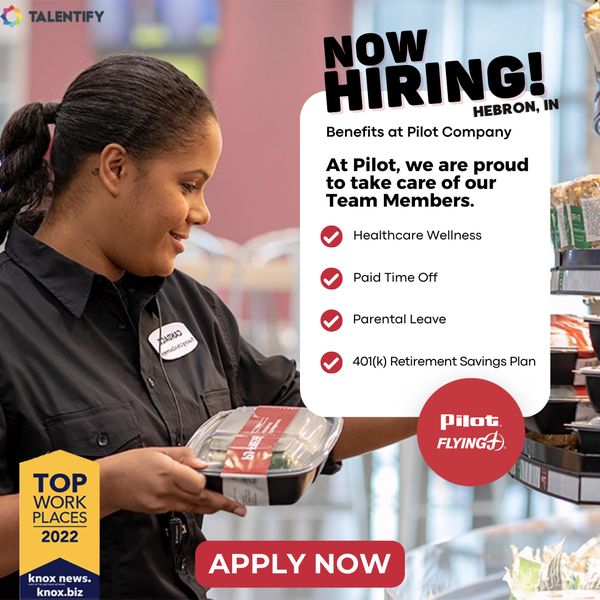 TALENTIFY
NOW
HIRING!
HEBRON, IN
Benefits at Pilot Company
At Pilot, we are proud
to take care of our
Team Members.
Healthcare Wellness
Paid Time Off
Parental Leave
401(k) Retirement Savings Plan
Pilot
FLYING J
TOP
WORK
PLACES
2022
knox news.
knox.biz
APPLY NOW